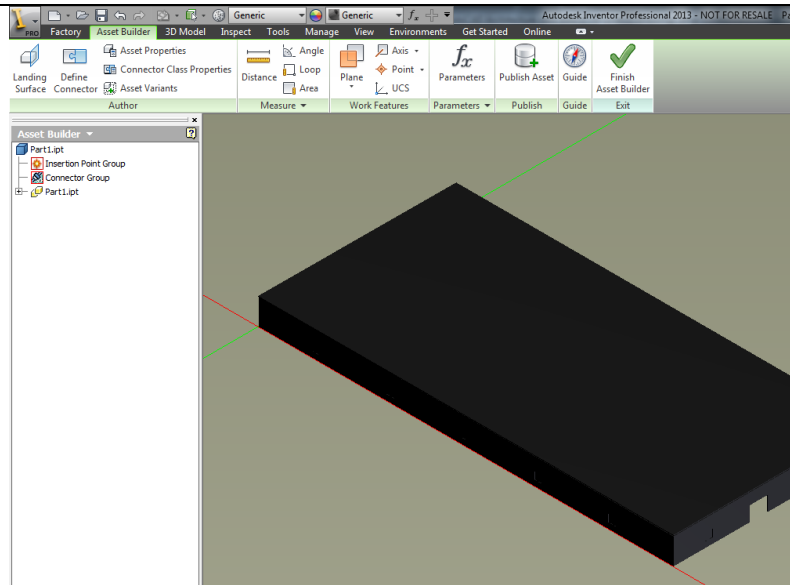 Generic Generic fx Autodesk Inventor Professional 2013 - NOT FOR RESALE Pa
PRO Factory Asset Builder 3D Model Inspect Tools Manage View Environments Get Started Online
Landing Surface
Define Connector
Asset Properties
Connector Class Properties
Asset Variants
Author
Distance
Angle
Loop
Area
Measure
Plane
Axis
Point
UCS
Work Features
fx
Parameters
Parameters
Publish Asset
Publish
Guide
Guide
Finish
Asset Builder
Exit
Asset Builder
Part1.ipt
Insertion Point Group
Connector Group
Part1.ipt